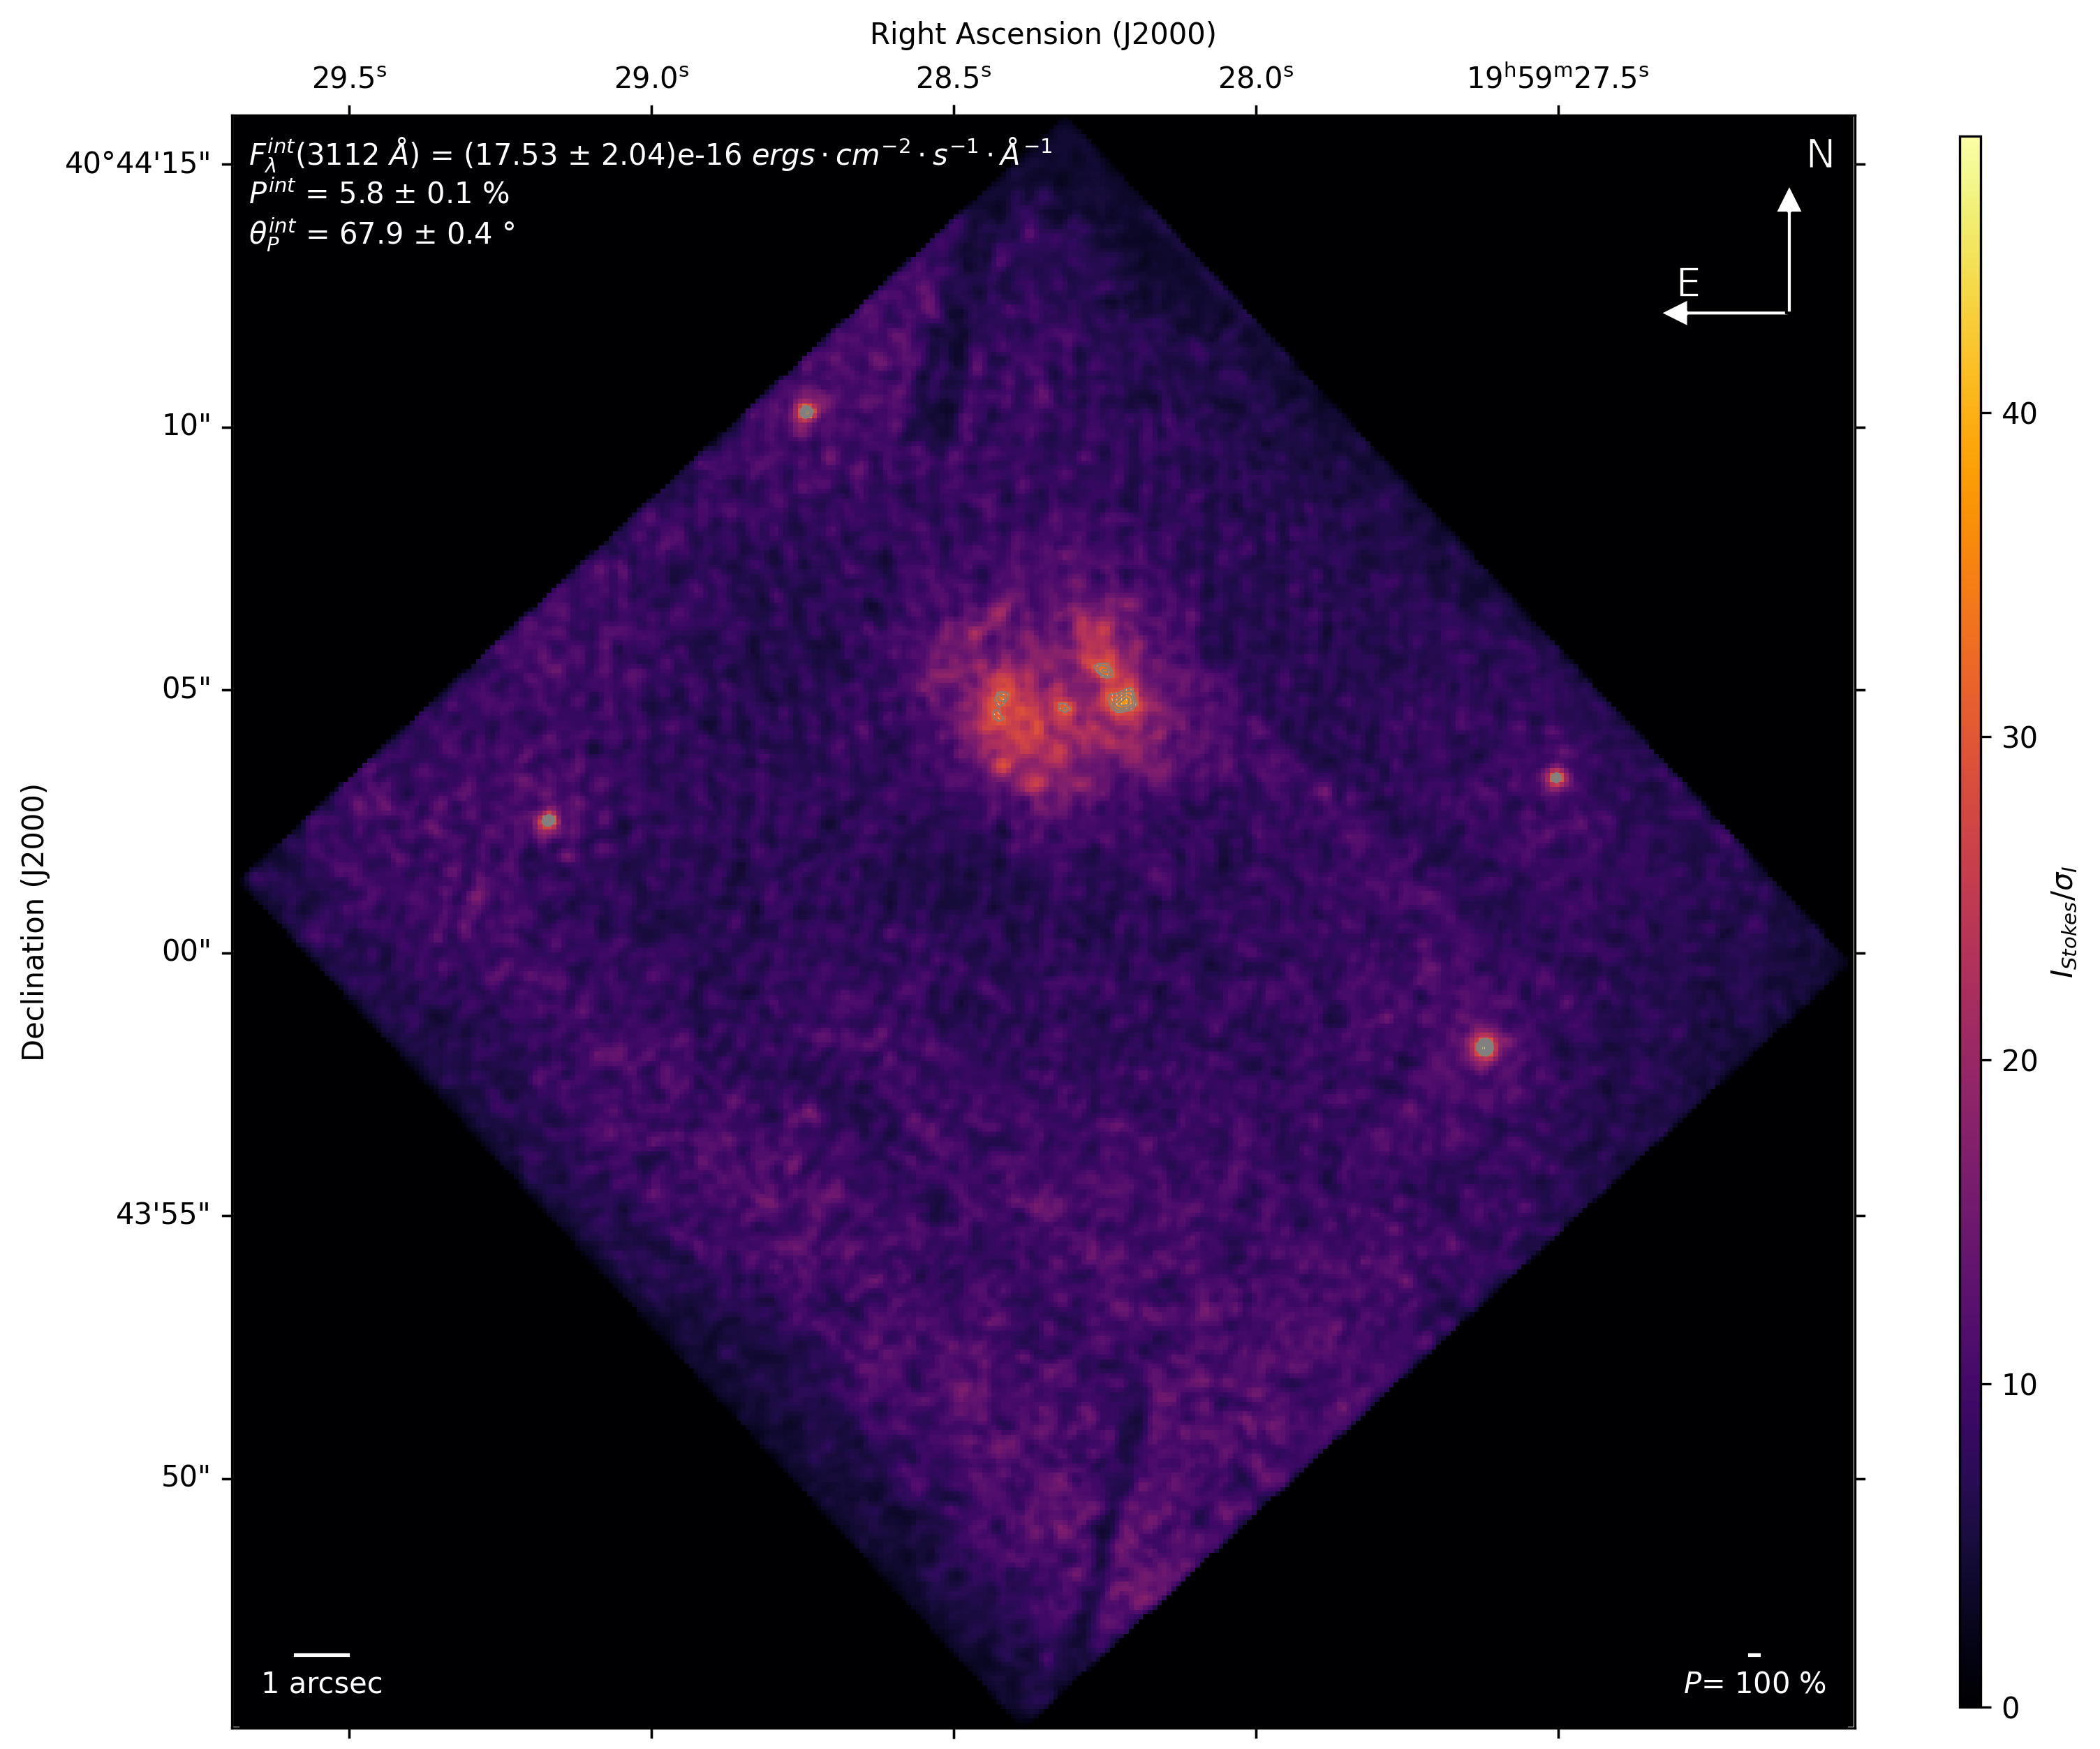 Right Ascension (J2000)
29.5ˢ 29.0ˢ 28.5ˢ 28.0ˢ 19ʰ59ᵐ27.5ˢ
F_λ^int(3112 Å) = (17.53 ± 2.04)e-16 ergs · cm⁻² · s⁻¹ · Å⁻¹
P^int = 5.8 ± 0.1 %
θ_P^int = 67.9 ± 0.4 °
N
E
40°44'15"
10"
05"
00"
43'55"
50"
Declination (J2000)
1 arcsec
P= 100 %
40
30
20
10
0
I_Stokes/σ_I